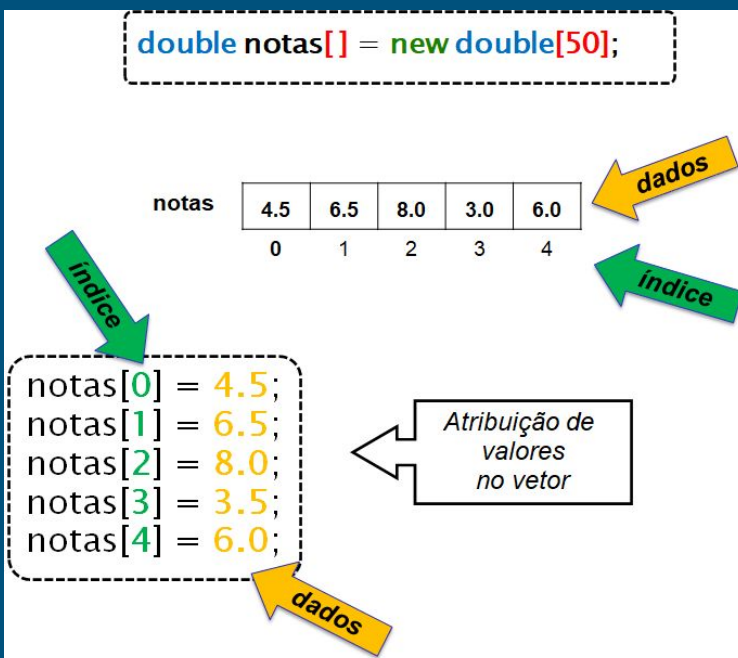 double notas[] = new double[50];
dados
notas 4.5 6.5 8.0 3.0 6.0
0 1 2 3 4
índice
índice
notas[0] = 4.5;
notas[1] = 6.5;
notas[2] = 8.0;
notas[3] = 3.5;
notas[4] = 6.0;
Atribuição de
valores
no vetor
dados